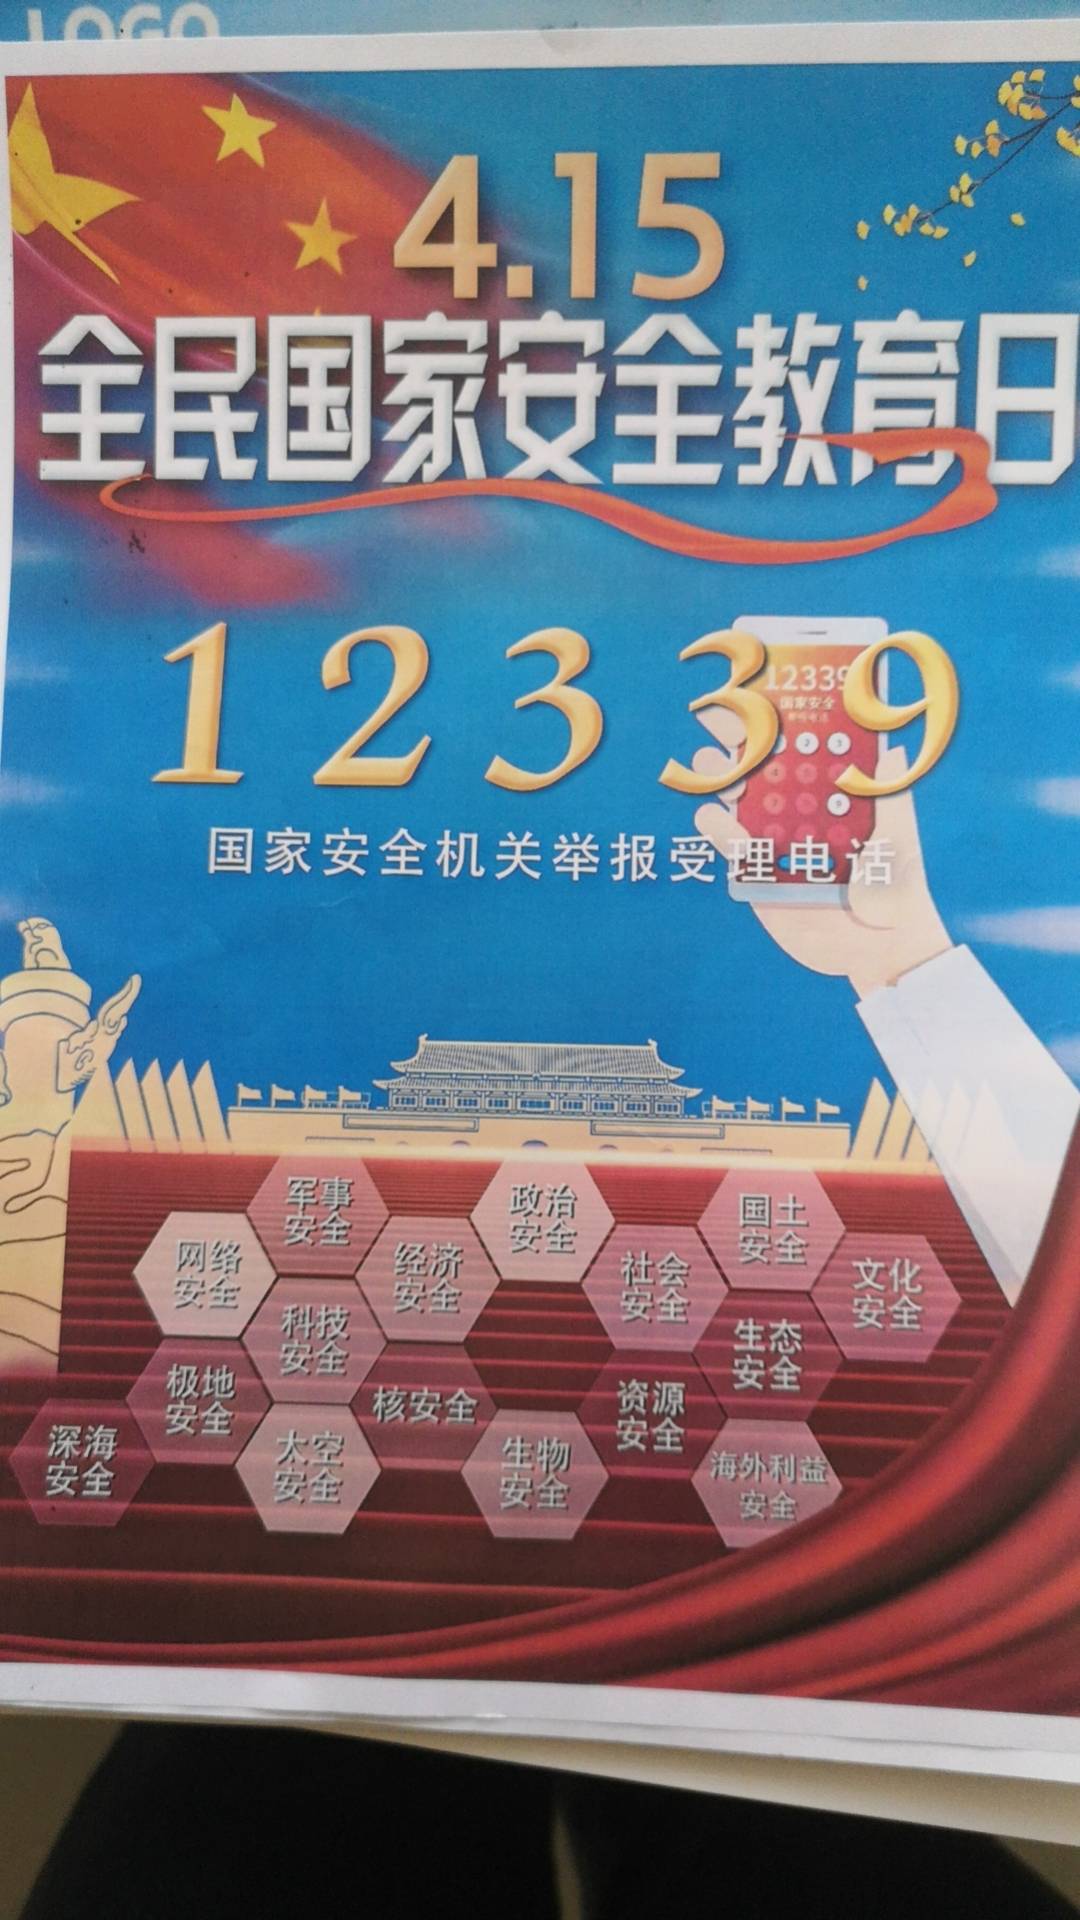 LOGO
4.15
全民国家安全教育日
12339
12339
国家安全
1 2 3
9
国家安全机关举报受理电话
军事
安全
政治
安全
国土
安全
网络
安全
经济
安全
社会
安全
文化
安全
科技
安全
生态
安全
极地
安全
核安全
资源
安全
深海
安全
太空
安全
生物
安全
海外利益
安全